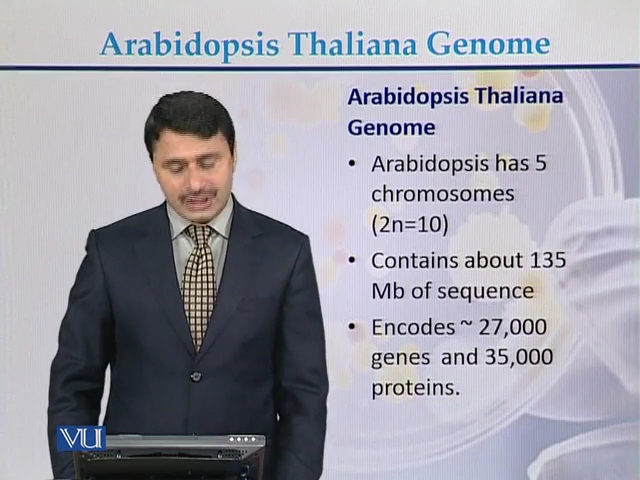 Arabidopsis Thaliana Genome
Arabidopsis Thaliana
Genome
• Arabidopsis has 5
chromosomes
(2n=10)
• Contains about 135
Mb of sequence
• Encodes ~ 27,000
genes and 35,000
proteins.
VU